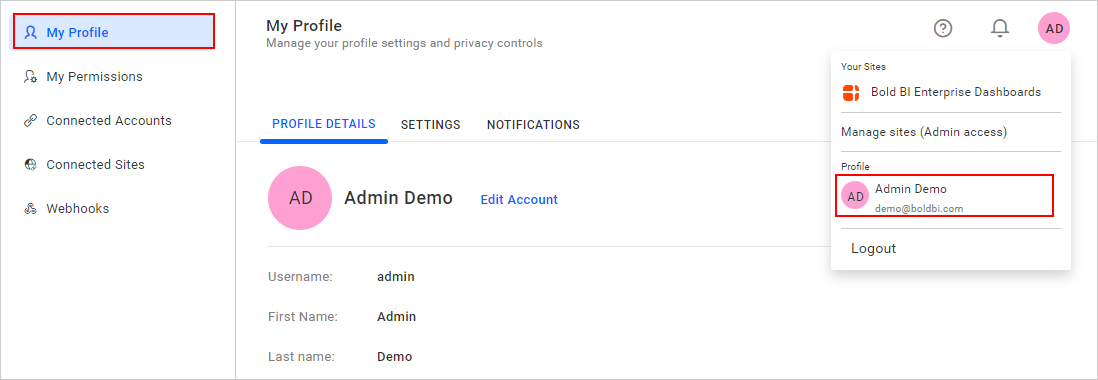 My Profile
My Permissions
Connected Accounts
Connected Sites
Webhooks
My Profile
Manage your profile settings and privacy controls
AD
PROFILE DETAILS SETTINGS NOTIFICATIONS
AD Admin Demo Edit Account
Username: admin
First Name: Admin
Last name: Demo
Your Sites
Bold BI Enterprise Dashboards
Manage sites (Admin access)
Profile
AD Admin Demo
demo@boldbi.com
Logout